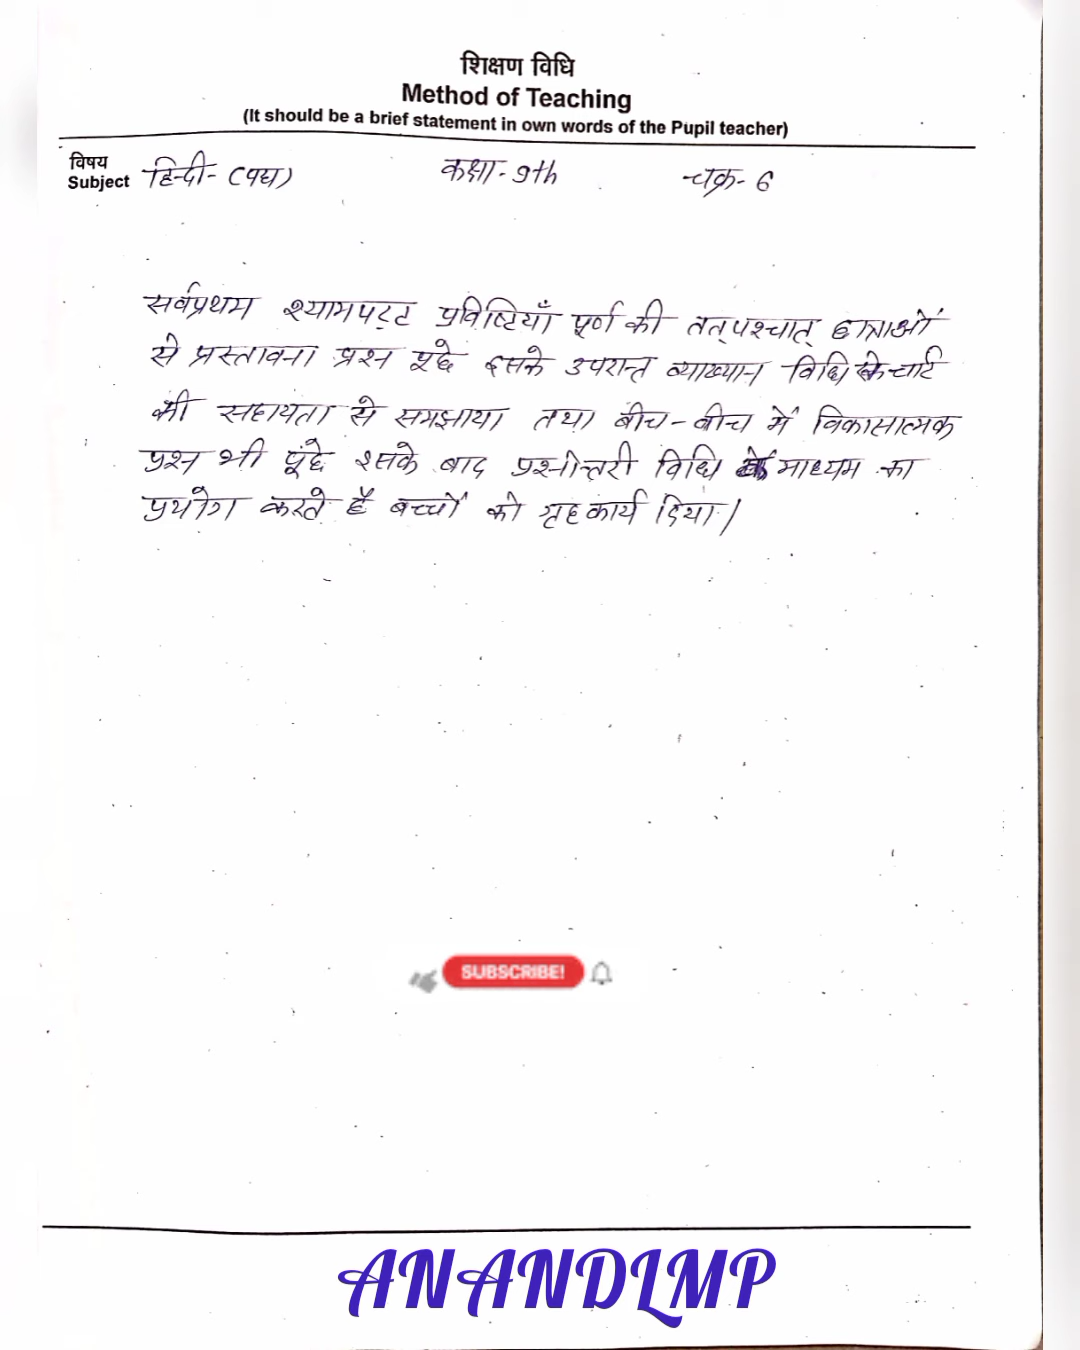 शिक्षण विधि
Method of Teaching
(It should be a brief statement in own words of the Pupil teacher)
विषय
Subject हिन्दी- (पद्य) कक्षा- 9th चक्र- 6
सर्वप्रथम श्यामपट्ट प्रविष्टियाँ पूर्ण की तत्पश्चात् छात्राओं
से प्रस्तावना प्रश्न पूछे इसके उपरान्त व्याख्यान विधि के चार्ट
की सहायता से समझाया तथा बीच-बीच में विकासात्मक
प्रश्न भी पूंछे इसके बाद प्रश्नोत्तरी विधि माध्यम का
प्रयोग करते है बच्चों को गृहकार्य दिया।
SUBSCRIBE!
ANANDLMP